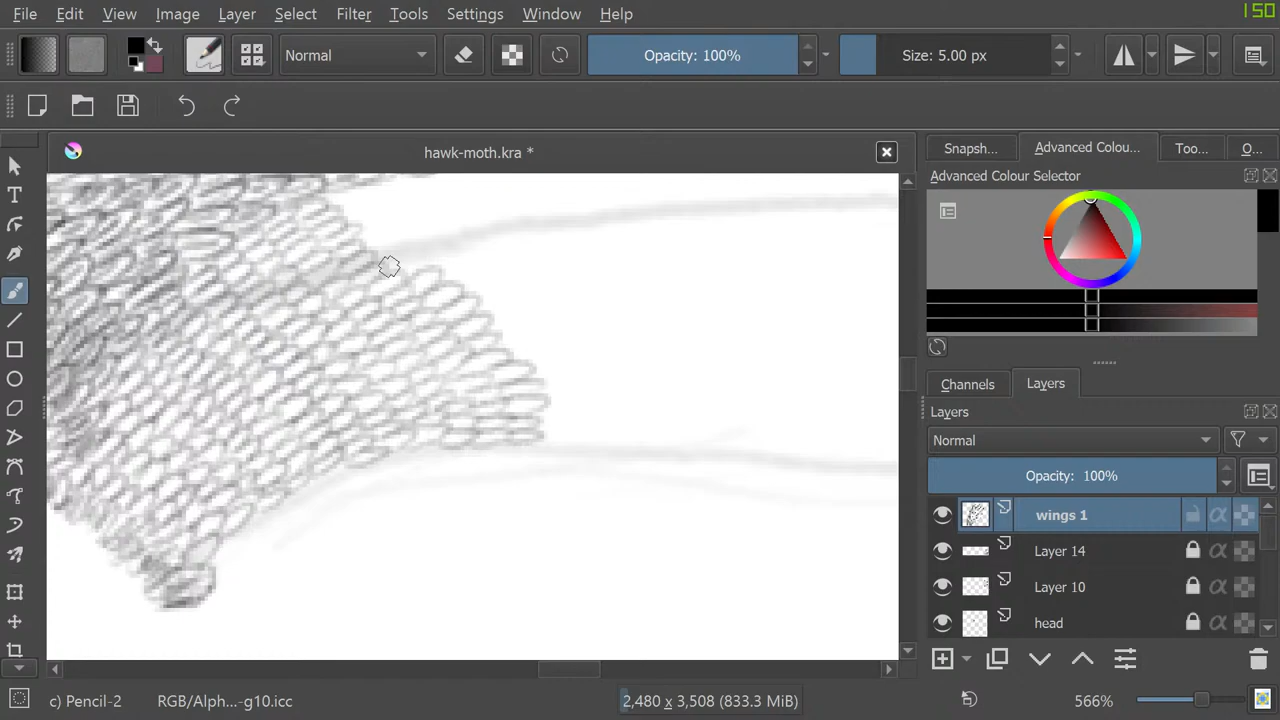 File Edit View Image Layer Select Filter Tools Settings Window Help
150
Normal
Opacity: 100%
Size: 5.00 px
hawk-moth.kra *
Snapsh... Advanced Colou... Too... O...
Advanced Colour Selector
Channels Layers
Layers
Normal
Opacity: 100%
wings 1
Layer 14
Layer 10
head
c) Pencil-2 RGB/Alph...-g10.icc 2,480 x 3,508 (833.3 MiB) 566%